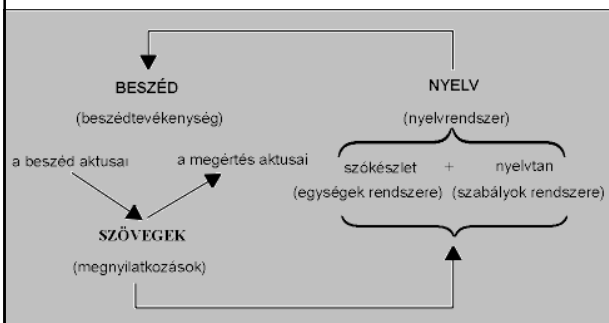 BESZÉD
(beszédtevékenység)
a beszéd aktusai
a megértés aktusai
SZÖVEGEK
(megnyilatkozások)
NYELV
(nyelvrendszer)
szókészlet + nyelvtan
(egységek rendszere) (szabályok rendszere)